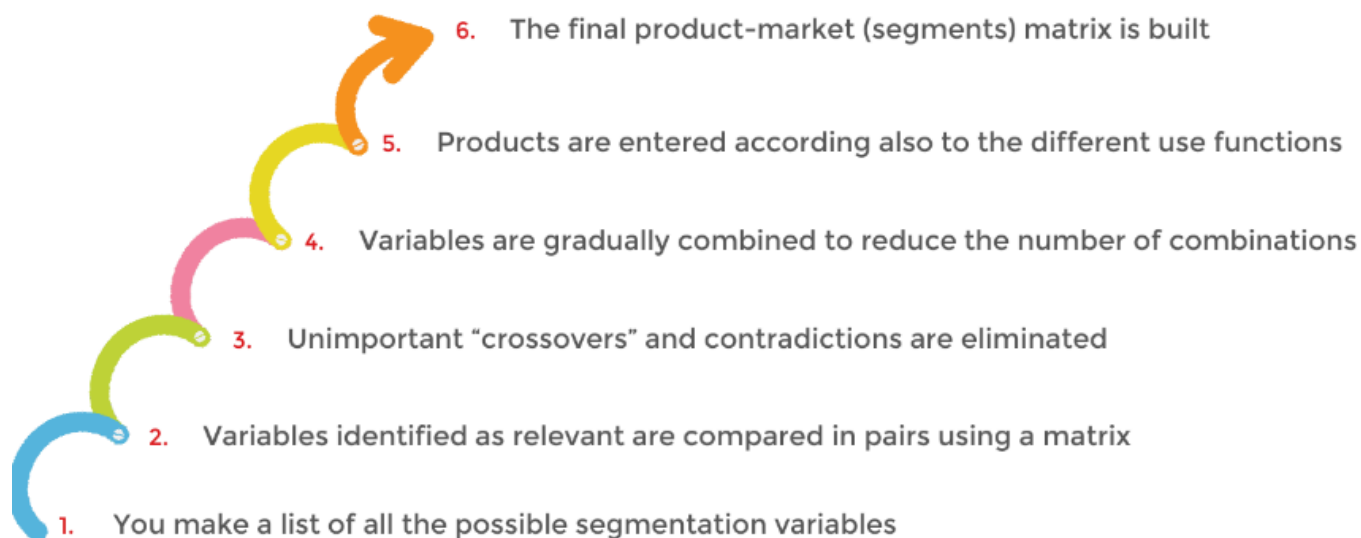 6. The final product-market (segments) matrix is built
5. Products are entered according also to the different use functions
4. Variables are gradually combined to reduce the number of combinations
3. Unimportant “crossovers” and contradictions are eliminated
2. Variables identified as relevant are compared in pairs using a matrix
1. You make a list of all the possible segmentation variables